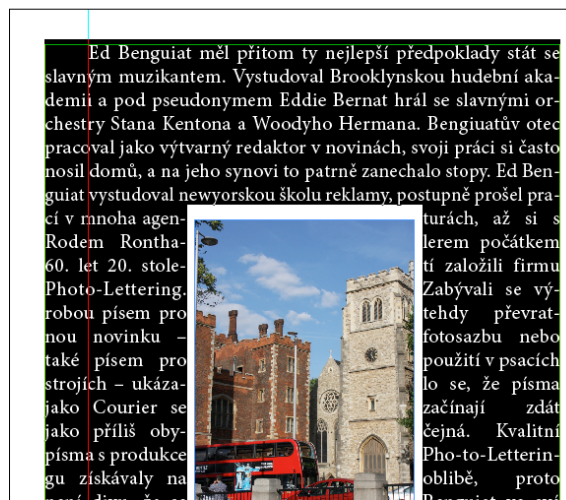 Ed Benguiat měl přitom ty nejlepší předpoklady stát se
slavným muzikantem. Vystudoval Brooklynskou hudební aka-
demii a pod pseudonymem Eddie Bernat hrál se slavnými or-
chestry Stana Kentona a Woodyho Hermana. Bengiuatův otec
pracoval jako výtvarný redaktor v novinách, svoji práci si často
nosil domů, a na jeho synovi to patrně zanechalo stopy. Ed Ben-
guiat vystudoval newyorskou školu reklamy, postupně prošel pra-
cí v mnoha agen- turách, až si s
Rodem Rontha- lerem počátkem
60. let 20. stole- tí založili firmu
Photo-Lettering. Zabývali se vý-
robou písem pro tehdy převrat-
nou novinku – fotosazbu nebo
také písem pro použití v psacích
strojích – ukáza- lo se, že písma
jako Courier se začínají zdát
jako příliš oby- čejná. Kvalitní
písma s produkce Pho-to-Letterin-
gu získávaly na oblibě, proto